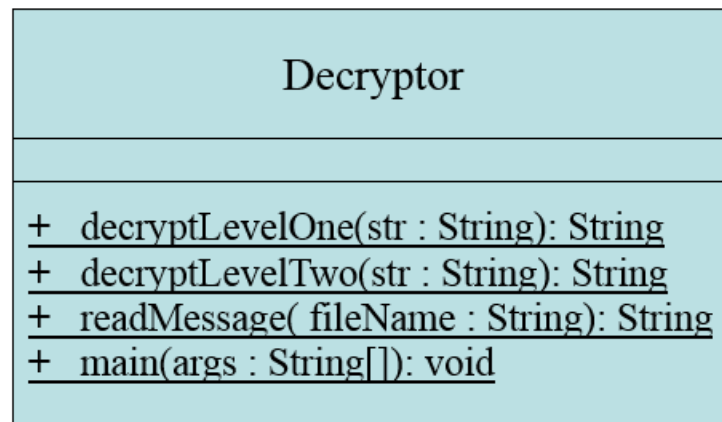 Decryptor
+ decryptLevelOne(str : String): String
+ decryptLevelTwo(str : String): String
+ readMessage( fileName : String): String
+ main(args : String[]): void